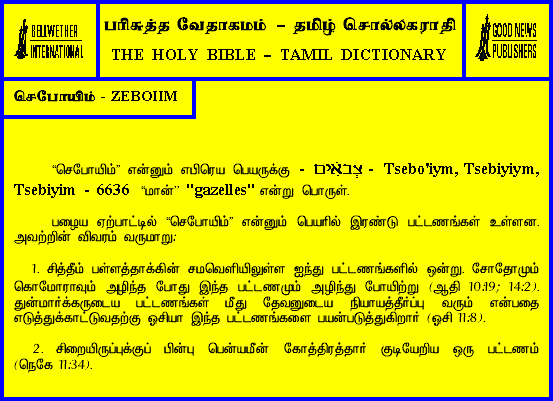 BELLWETHER
INTERNATIONAL
பரிசுத்த வேதாகமம் – தமிழ் சொல்லகராதி
THE HOLY BIBLE – TAMIL DICTIONARY
GOOD NEWS
PUBLISHERS
செபோயிம் - ZEBOIIM
“செபோயிம்” என்னும் எபிரெய பெயருக்கு - צְבֹאִים - Tsebo'iym, Tsebiyiym,
Tsebiyim - 6636 “மான்” "gazelles" என்று பொருள்.
பழைய ஏற்பாட்டில் “செபோயிம்” என்னும் பெயரில் இரண்டு பட்டணங்கள் உள்ளன.
அவற்றின் விவரம் வருமாறு:
1. சித்தீம் பள்ளத்தாக்கின் சமவெளியிலுள்ள ஐந்து பட்டணங்களில் ஒன்று. சோதோமும்
கொமோராவும் அழிந்த போது இந்த பட்டணமும் அழிந்து போயிற்று (ஆதி 10:19; 14:2).
துன்மார்க்கருடைய பட்டணங்கள் மீது தேவனுடைய நியாயத்தீர்ப்பு வரும் என்பதை
எடுத்துக்காட்டுவதற்கு ஓசியா இந்த பட்டணங்களை பயன்படுத்துகிறார் (ஓசி 11:8).
2. சிறையிருப்புக்குப் பின்பு பென்யமீன் கோத்திரத்தார் குடியேறிய ஒரு பட்டணம்
(நெகே 11:34).